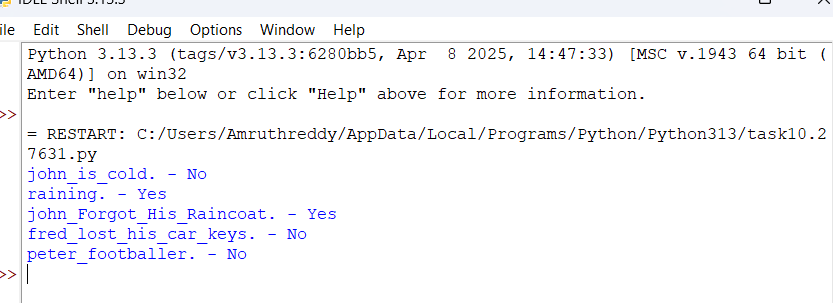 IDLE Shell 3.13.3
ile Edit Shell Debug Options Window Help
Python 3.13.3 (tags/v3.13.3:6280bb5, Apr  8 2025, 14:47:33) [MSC v.1943 64 bit (
AMD64)] on win32
Enter "help" below or click "Help" above for more information.
>>
= RESTART: C:/Users/Amruthreddy/AppData/Local/Programs/Python/Python313/task10.2
7631.py
john_is_cold. - No
raining. - Yes
john_Forgot_His_Raincoat. - Yes
fred_lost_his_car_keys. - No
peter_footballer. - No
>>